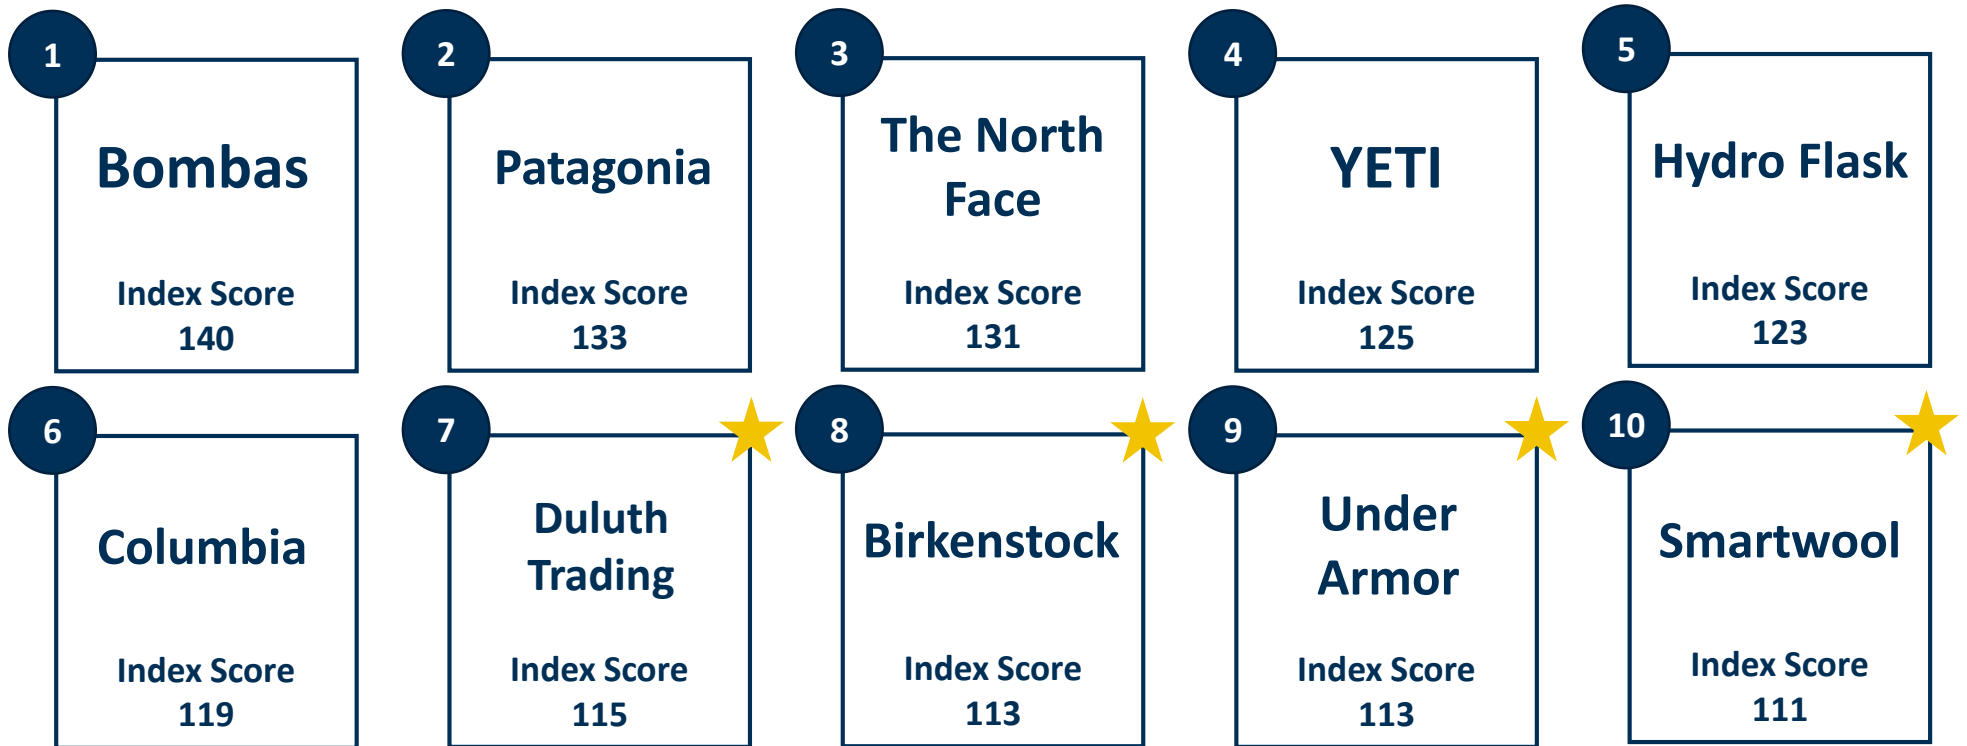 1
Bombas
Index Score
140
2
Patagonia
Index Score
133
3
The North
Face
Index Score
131
4
YETI
Index Score
125
5
Hydro Flask
Index Score
123
6
Columbia
Index Score
119
7
Duluth
Trading
Index Score
115
8
Birkenstock
Index Score
113
9
Under
Armor
Index Score
113
10
Smartwool
Index Score
111